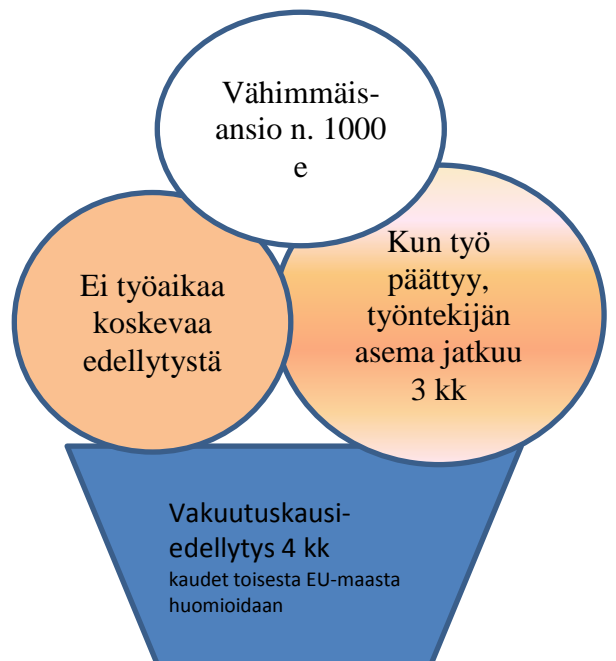 Vähimmäis-
ansio n. 1000
e
Ei työaikaa
koskevaa
edellytystä
Kun työ
päättyy,
työntekijän
asema jatkuu
3 kk
Vakuutuskausi-
edellytys 4 kk
kaudet toisesta EU-maasta
huomioidaan